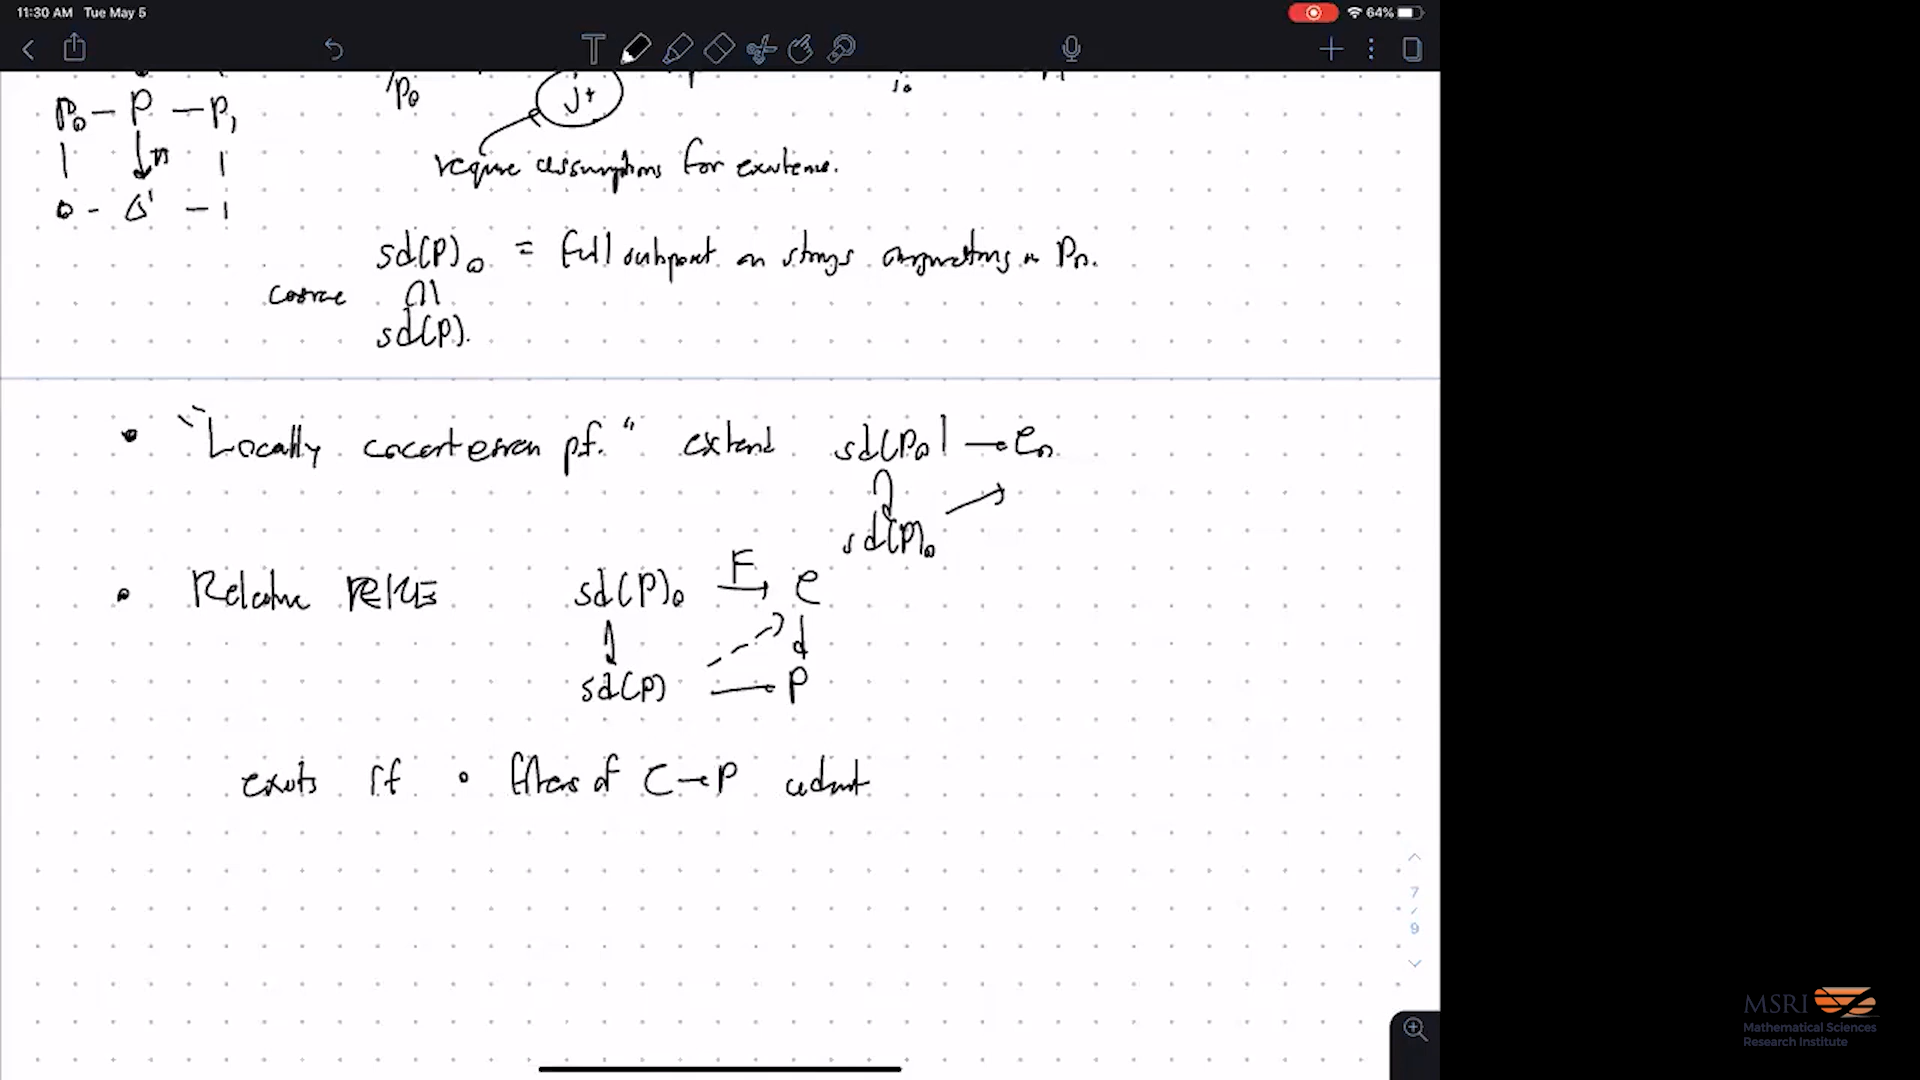 11:30 AM Tue May 5
64%
P₀ — P — P₁
/P₀
J+
π
0 - Δ¹ - 1
require assumptions for existence.
sd(P)₀ = full subposet on strings originating in P₀.
cosieve
sd(P).
• "Locally cocartesian pf." extend sd(P₀) → C₀
sd(P)₀
• Relative RKE sd(P)₀ F→ C
sd(P) — P
exists if • fibers of C → P admit
7
/
9
MSRI
Mathematical Sciences
Research Institute